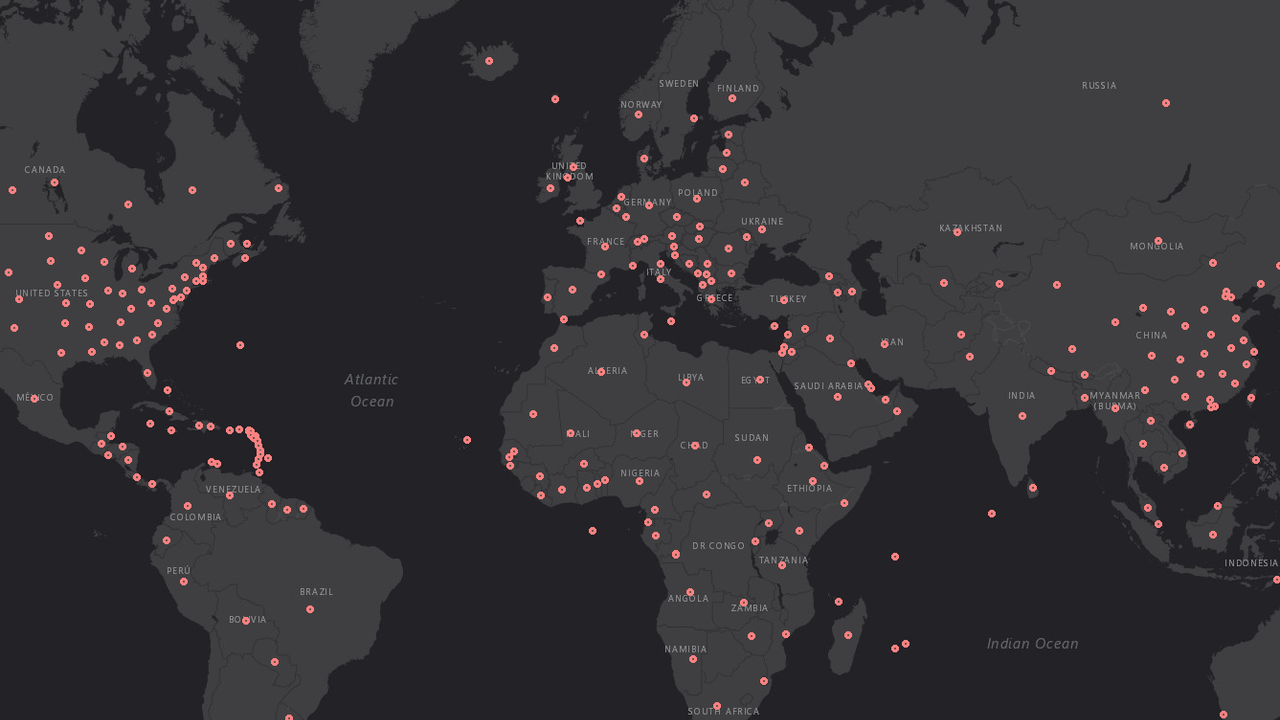 SWEDEN
FINLAND
RUSSIA
NORWAY
CANADA
UNITED
KINGDOM
POLAND
GERMANY
UKRAINE
KAZAKHSTAN
FRANCE
MONGOLIA
ITALY
UNITED STATES
GREECE
TURKEY
CHINA
IRAN
Atlantic
Ocean
ALGERIA
LIBYA
EGYPT
SAUDI ARABIA
INDIA
MYANMAR
(BURMA)
MÉXICO
MALI
NIGER
CHAD
SUDAN
NIGERIA
ETHIOPIA
VENEZUELA
COLOMBIA
DR CONGO
TANZANIA
INDONESIA
PERÚ
BRAZIL
ANGOLA
ZAMBIA
BOLIVIA
Indian Ocean
NAMIBIA
SOUTH AFRICA